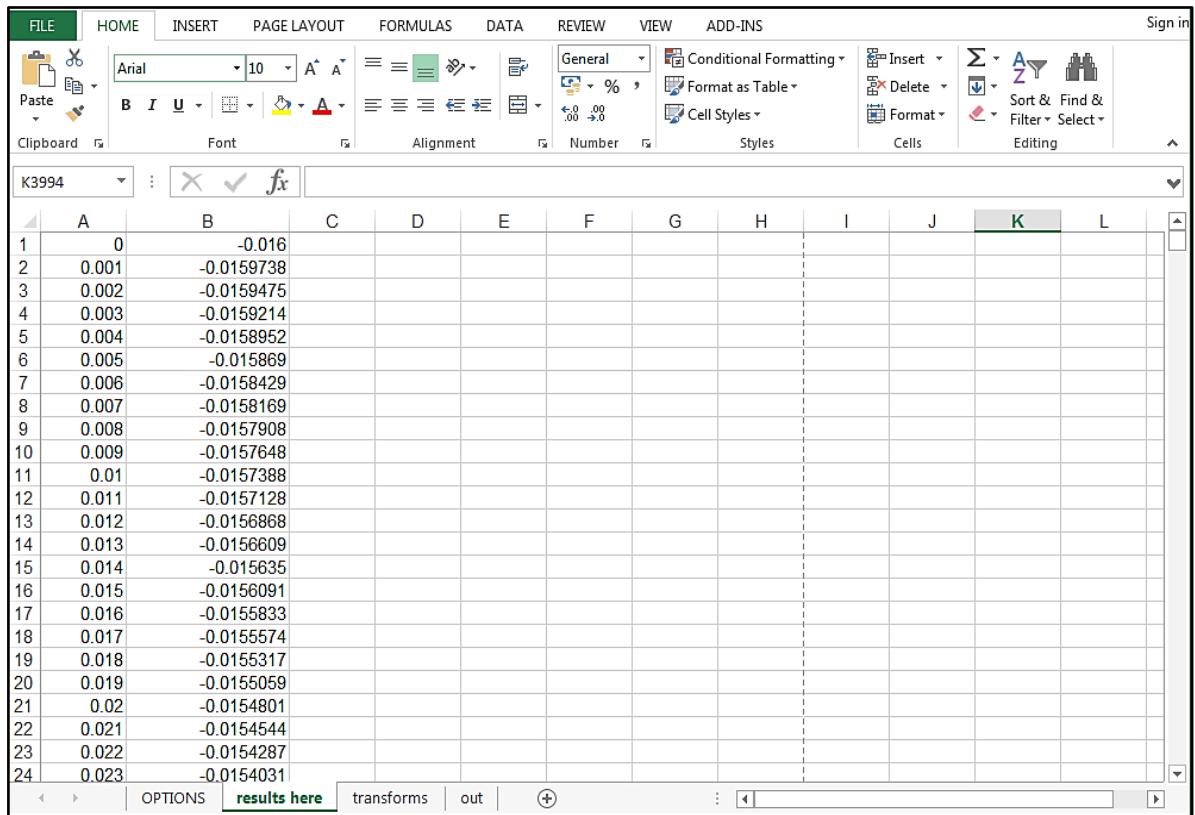 FILE HOME INSERT PAGE LAYOUT FORMULAS DATA REVIEW VIEW ADD-INS Sign in
Paste
Arial 10 A A
B I U A
General
% ,
.0 .00
.00 .0
Conditional Formatting
Format as Table
Cell Styles
Insert
Delete
Format
Σ
A
Z
Sort & Find &
Filter Select
Clipboard Font Alignment Number Styles Cells Editing
K3994 fx
A B C D E F G H I J K L
1 0 -0.016
2 0.001 -0.0159738
3 0.002 -0.0159475
4 0.003 -0.0159214
5 0.004 -0.0158952
6 0.005 -0.015869
7 0.006 -0.0158429
8 0.007 -0.0158169
9 0.008 -0.0157908
10 0.009 -0.0157648
11 0.01 -0.0157388
12 0.011 -0.0157128
13 0.012 -0.0156868
14 0.013 -0.0156609
15 0.014 -0.015635
16 0.015 -0.0156091
17 0.016 -0.0155833
18 0.017 -0.0155574
19 0.018 -0.0155317
20 0.019 -0.0155059
21 0.02 -0.0154801
22 0.021 -0.0154544
23 0.022 -0.0154287
24 0.023 -0.0154031
OPTIONS results here transforms out